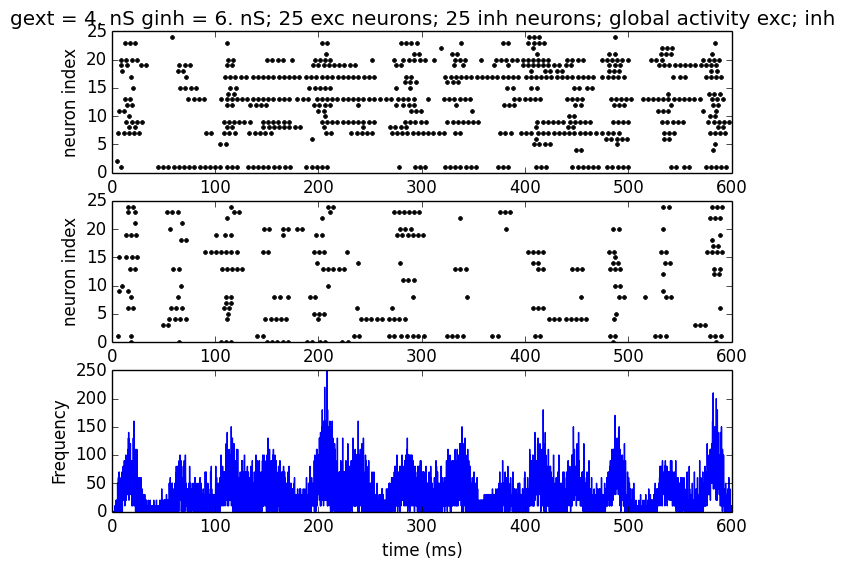 gext = 4. nS ginh = 6. nS; 25 exc neurons; 25 inh neurons; global activity exc; inh
25
20
15
10
5
0
neuron index
0 100 200 300 400 500 600
25
20
15
10
5
0
neuron index
0 100 200 300 400 500 600
250
200
150
100
50
0
Frequency
0 100 200 300 400 500 600
time (ms)